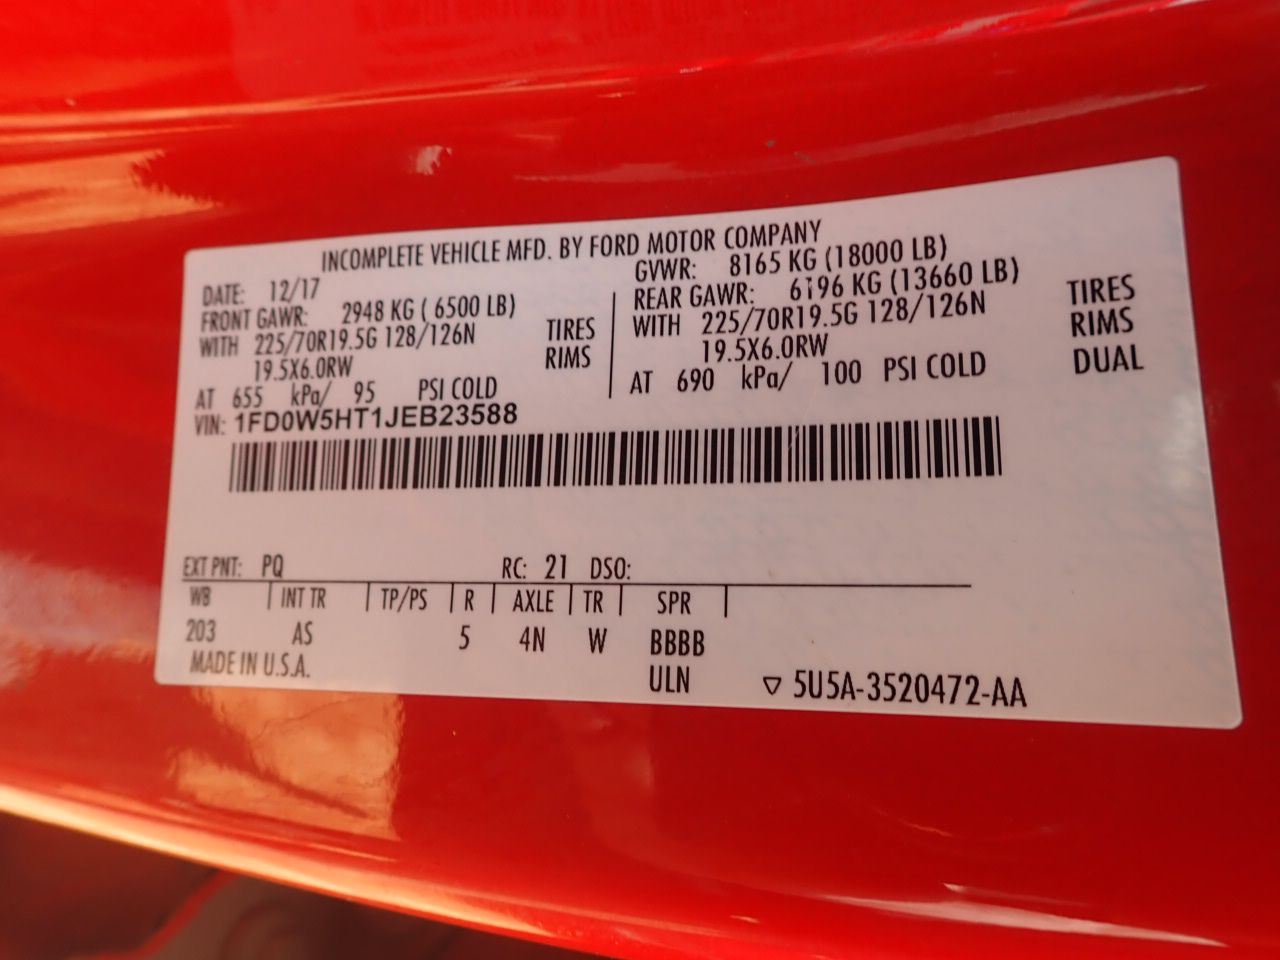 INCOMPLETE VEHICLE MFD. BY FORD MOTOR COMPANY
DATE: 12/17 GVWR: 8165 KG (18000 LB)
FRONT GAWR: 2948 KG ( 6500 LB) REAR GAWR: 6196 KG (13660 LB)
WITH 225/70R19.5G 128/126N TIRES WITH 225/70R19.5G 128/126N TIRES
19.5X6.0RW RIMS 19.5X6.0RW RIMS
AT 655 kPa/ 95 PSI COLD AT 690 kPa/ 100 PSI COLD DUAL
VIN: 1FD0W5HT1JEB23588
EXT PNT: PQ RC: 21 DSO:
WB INT TR TP/PS R AXLE TR SPR
203 AS 5 4N W BBBB
MADE IN U.S.A. ULN ▽ 5U5A-3520472-AA